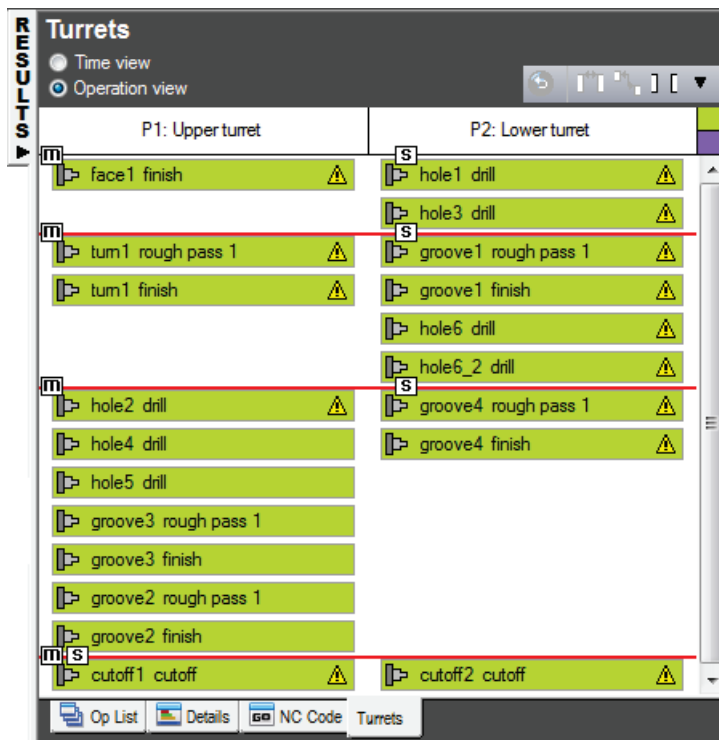 RESULTS
Turrets
Time view
Operation view
P1: Upper turret
P2: Lower turret
m
s
face1 finish
hole1 drill
hole3 drill
m
s
turn1 rough pass 1
groove1 rough pass 1
turn1 finish
groove1 finish
hole6 drill
hole6_2 drill
m
s
hole2 drill
groove4 rough pass 1
hole4 drill
groove4 finish
hole5 drill
groove3 rough pass 1
groove3 finish
groove2 rough pass 1
groove2 finish
m s
cutoff1 cutoff
cutoff2 cutoff
Op List
Details
GO NC Code
Turrets